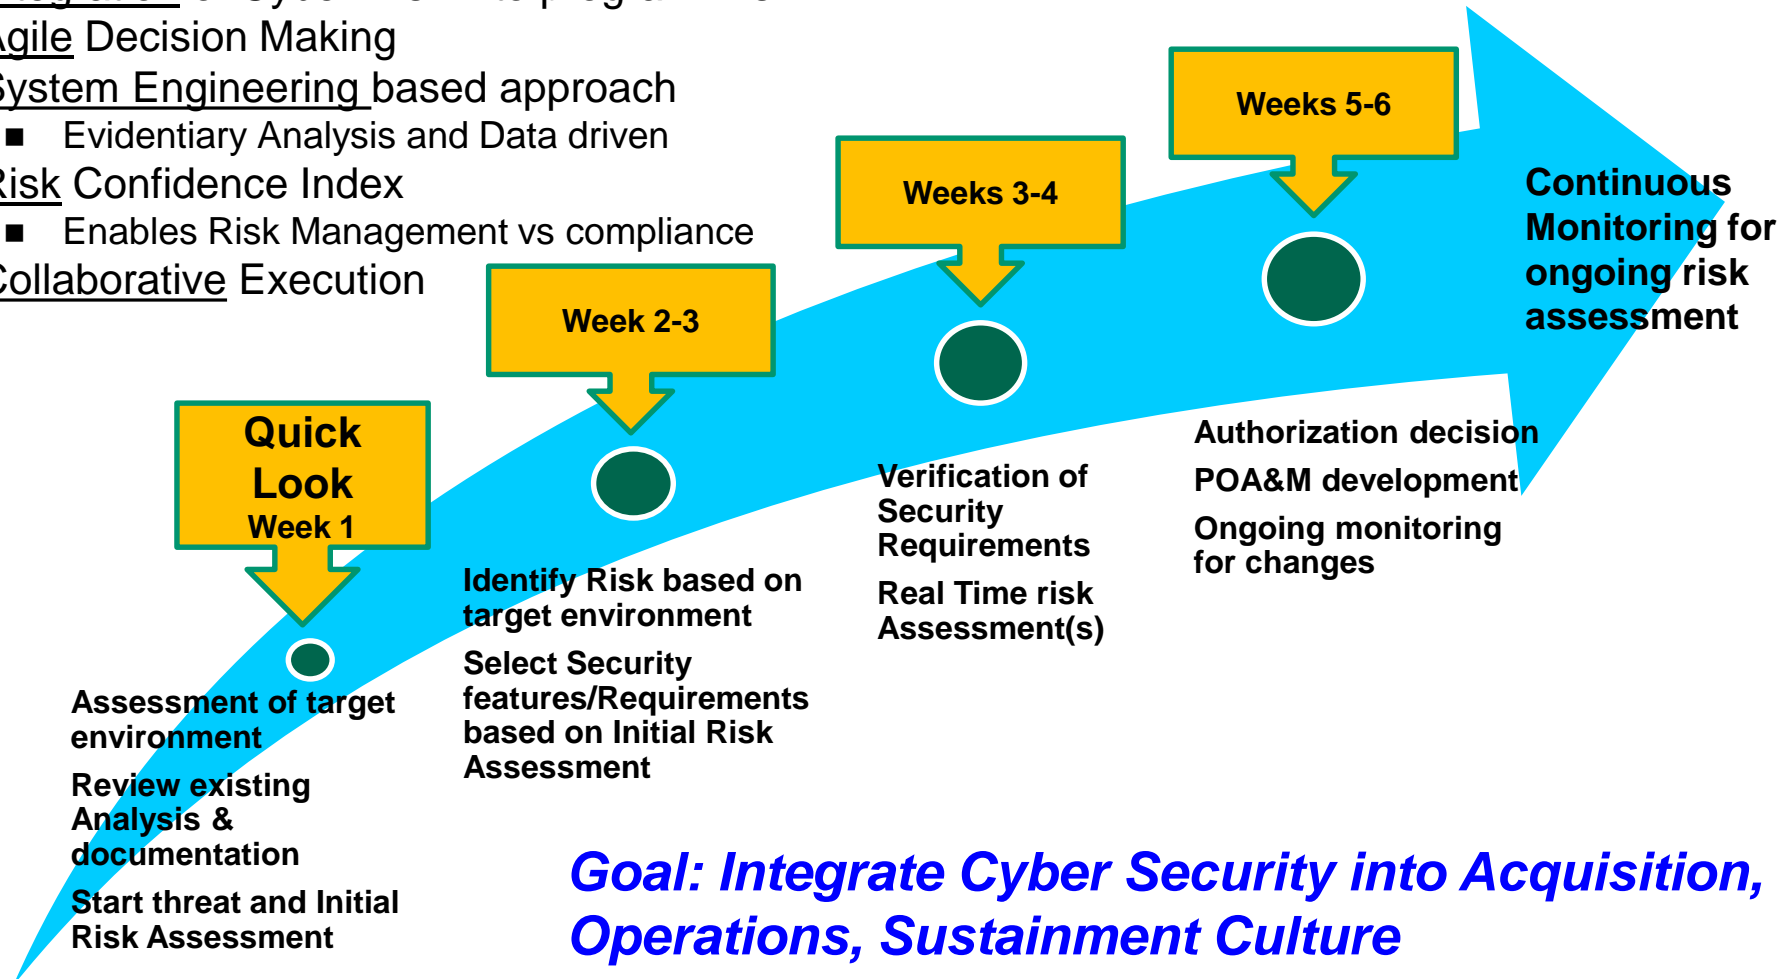 Agile Decision Making
System Engineering based approach
■ Evidentiary Analysis and Data driven
Risk Confidence Index
■ Enables Risk Management vs compliance
Collaborative Execution
Weeks 5-6
Weeks 3-4
Week 2-3
Quick
Look
Week 1
Continuous
Monitoring for
ongoing risk
assessment
Assessment of target
environment
Review existing
Analysis &
documentation
Start threat and Initial
Risk Assessment
Identify Risk based on
target environment
Select Security
features/Requirements
based on Initial Risk
Assessment
Verification of
Security
Requirements
Real Time risk
Assessment(s)
Authorization decision
POA&M development
Ongoing monitoring
for changes
Goal: Integrate Cyber Security into Acquisition,
Operations, Sustainment Culture